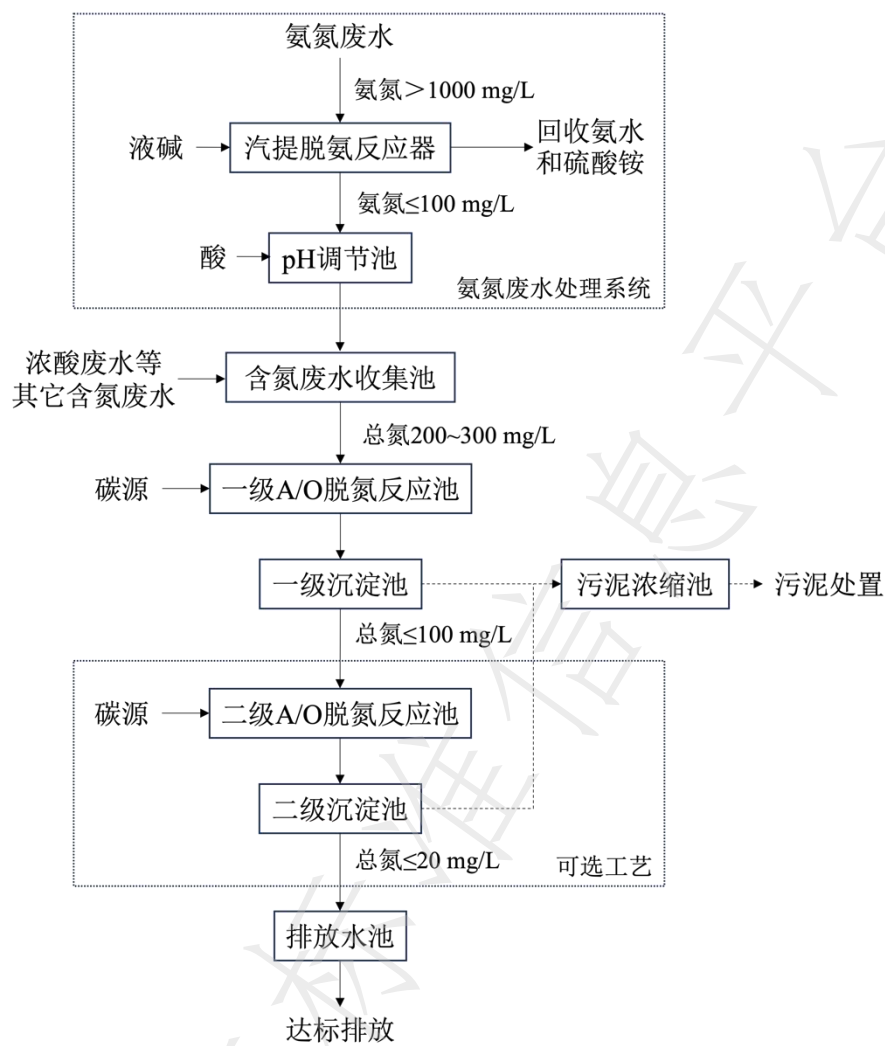 氨氮废水
氨氮＞1000 mg/L
液碱
汽提脱氨反应器
回收氨水
和硫酸铵
氨氮≤100 mg/L
酸
pH调节池
氨氮废水处理系统
浓酸废水等
其它含氮废水
含氮废水收集池
总氮200~300 mg/L
碳源
一级A/O脱氮反应池
一级沉淀池
污泥浓缩池
污泥处置
总氮≤100 mg/L
碳源
二级A/O脱氮反应池
二级沉淀池
总氮≤20 mg/L
可选工艺
排放水池
达标排放
标准信息平台